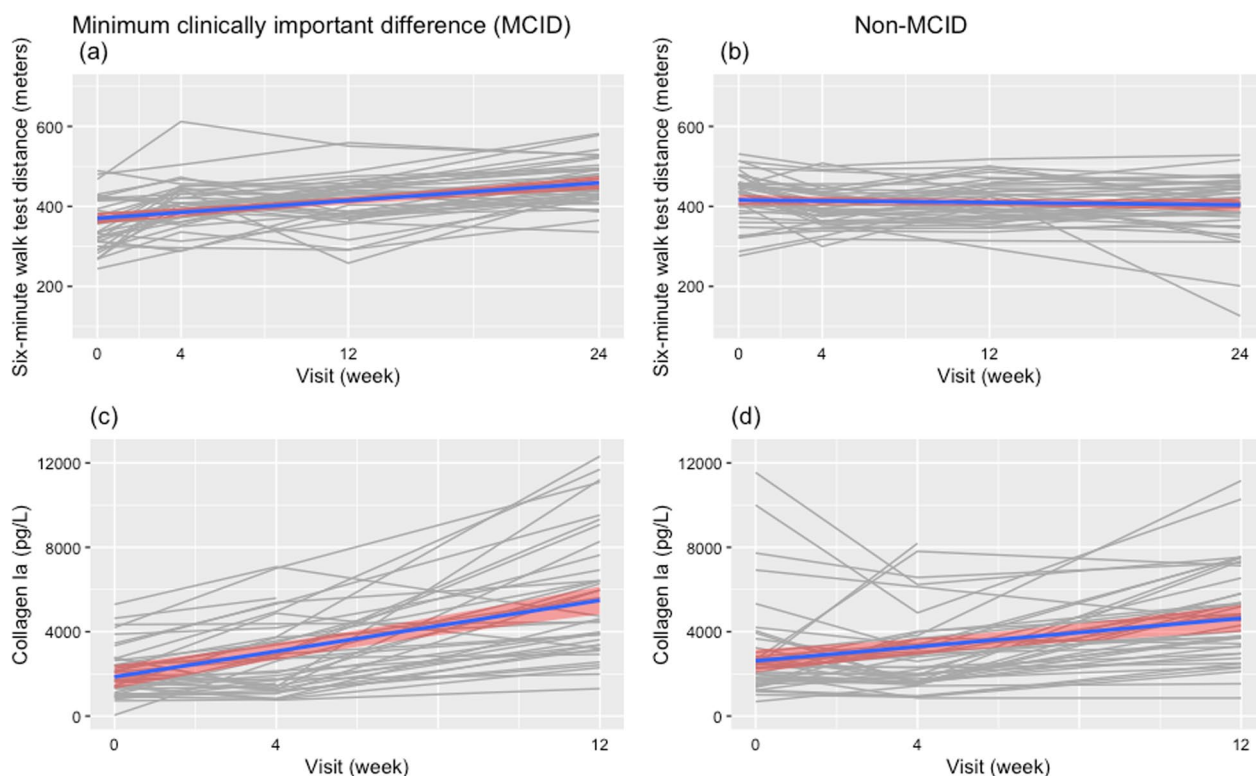 Minimum clinically important difference (MCID)
Non-MCID
(a)
(b)
Six-minute walk test distance (meters)
600
400
200
0
4
12
24
Visit (week)
Six-minute walk test distance (meters)
600
400
200
0
4
12
24
Visit (week)
(c)
(d)
Collagen Ia (pg/L)
12000
8000
4000
0
0
4
12
Visit (week)
Collagen Ia (pg/L)
12000
8000
4000
0
0
4
12
Visit (week)